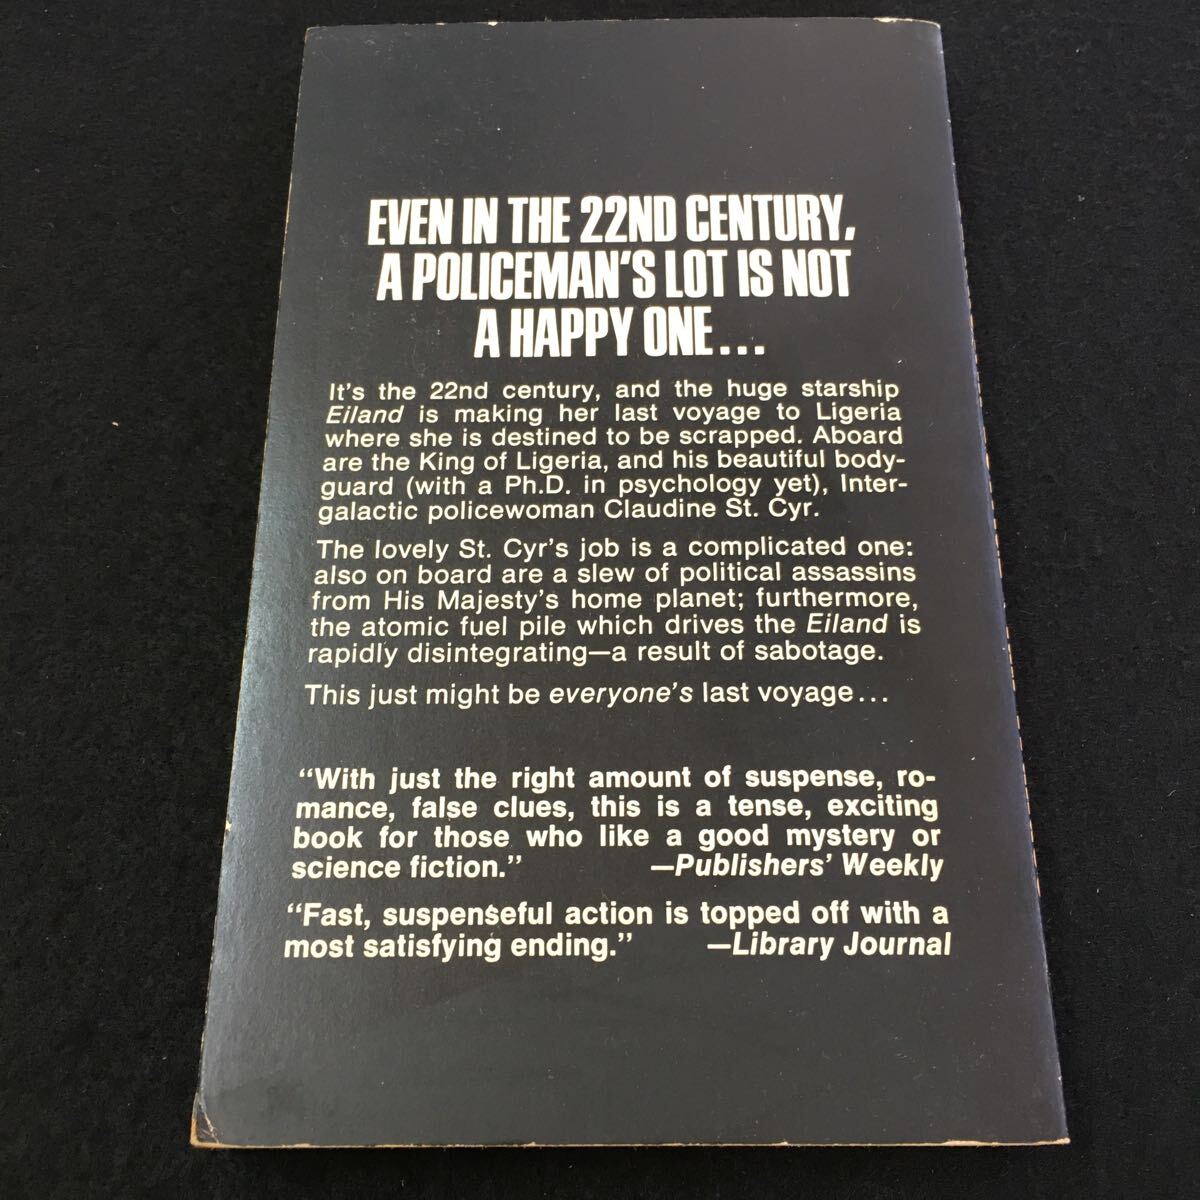 EVEN IN THE 22ND CENTURY,
A POLICEMAN'S LOT IS NOT
A HAPPY ONE...
It's the 22nd century, and the huge starship
Eiland is making her last voyage to Ligeria
where she is destined to be scrapped. Aboard
are the King of Ligeria, and his beautiful body-
guard (with a Ph.D. in psychology yet), Inter-
galactic policewoman Claudine St. Cyr.
The lovely St. Cyr's job is a complicated one:
also on board are a slew of political assassins
from His Majesty's home planet; furthermore,
the atomic fuel pile which drives the Eiland is
rapidly disintegrating—a result of sabotage.
This just might be everyone's last voyage...
"With just the right amount of suspense, ro-
mance, false clues, this is a tense, exciting
book for those who like a good mystery or
science fiction." —Publishers' Weekly
"Fast, suspenseful action is topped off with a
most satisfying ending." —Library Journal